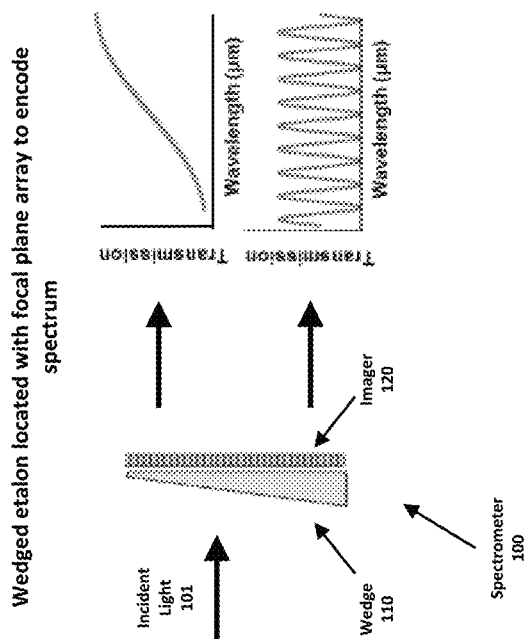 Wedged etalon located with focal plane array to encode
spectrum
Incident
Light
101
Transmission
Wavelength (µm)
Transmission
Wavelength (µm)
Imager
120
Wedge
110
Spectrometer
100